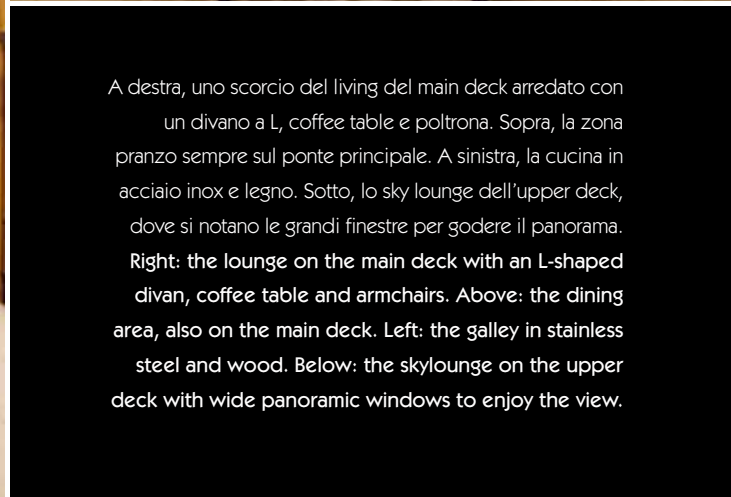 A destra, uno scorcio del living del main deck arredato con
un divano a L, coffee table e poltrona. Sopra, la zona
pranzo sempre sul ponte principale. A sinistra, la cucina in
acciaio inox e legno. Sotto, lo sky lounge dell’upper deck,
dove si notano le grandi finestre per godere il panorama.
Right: the lounge on the main deck with an L-shaped
divan, coffee table and armchairs. Above: the dining
area, also on the main deck. Left: the galley in stainless
steel and wood. Below: the skylounge on the upper
deck with wide panoramic windows to enjoy the view.